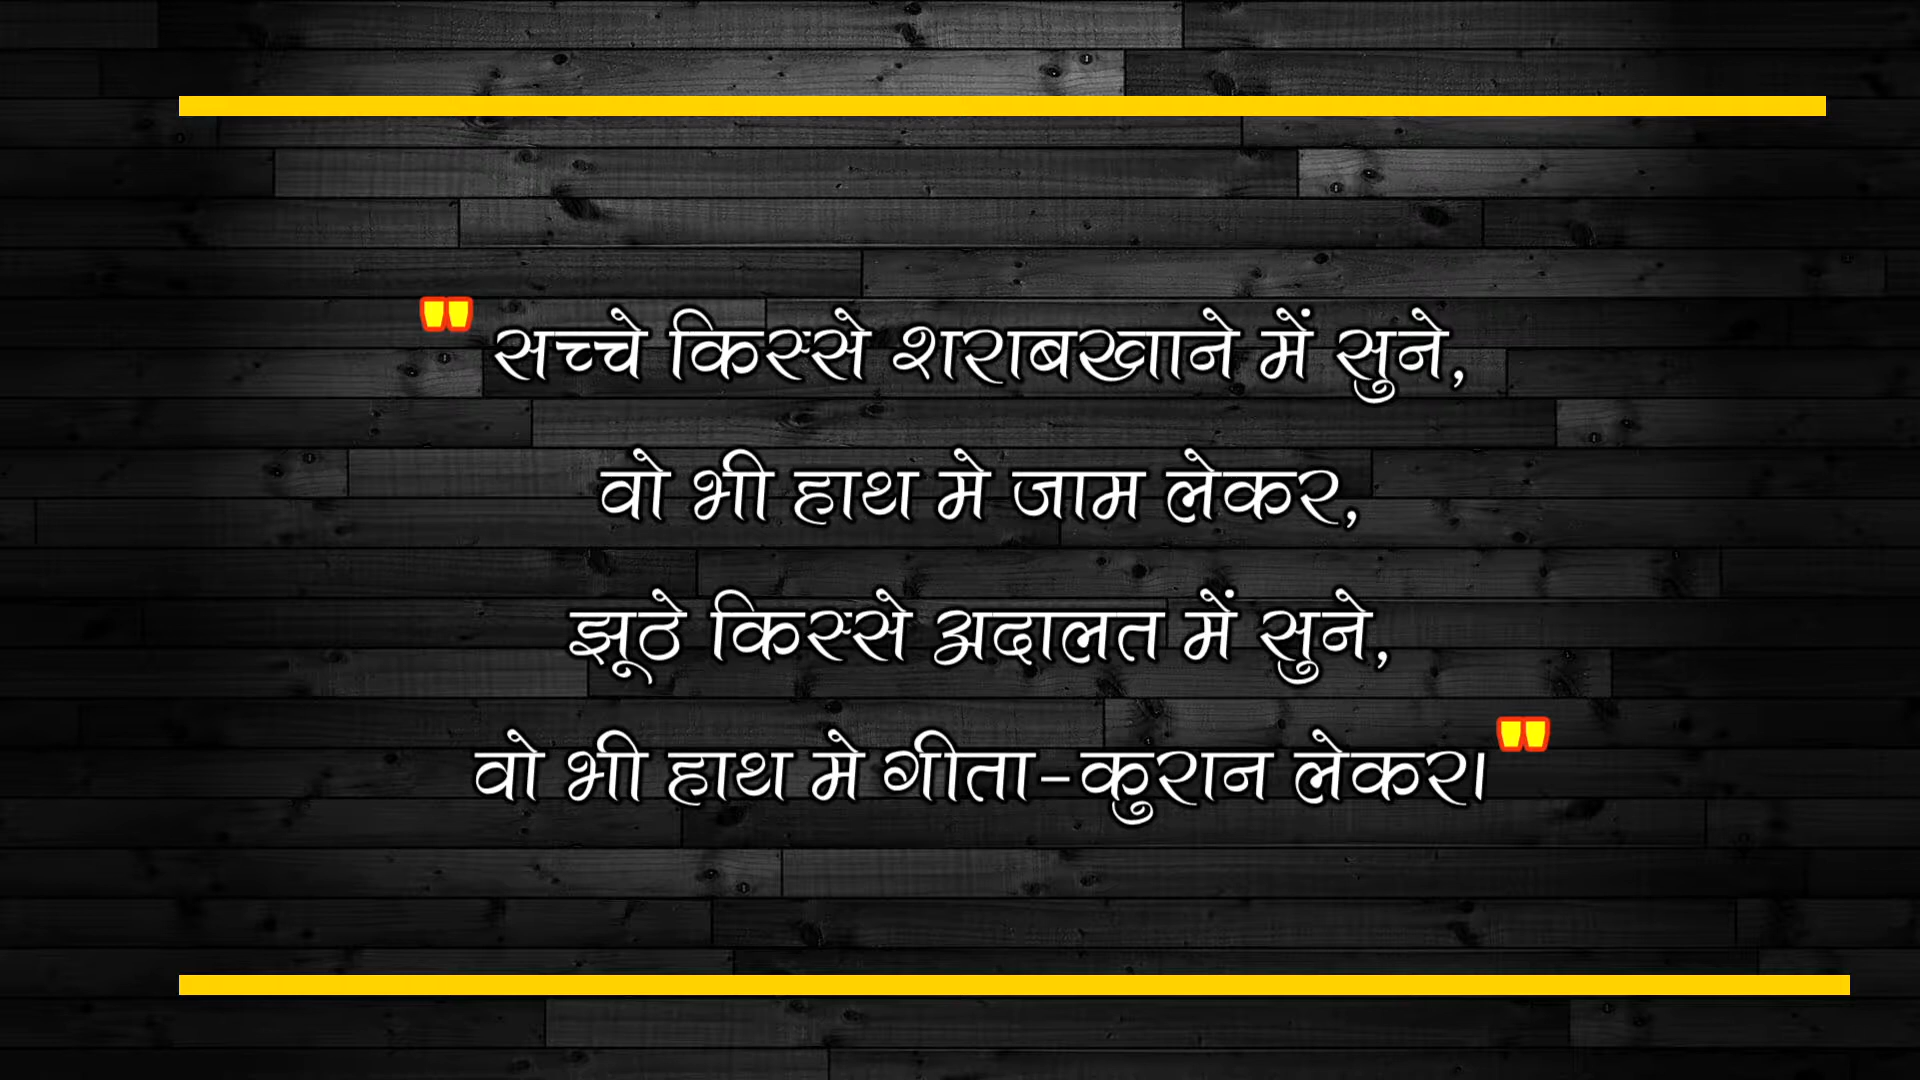 " सच्चे किस्से शराबखाने में सुने,
वो भी हाथ मे जाम लेकर,
झूठे किस्से अदालत में सुने,
वो भी हाथ मे गीता-कुरान लेकर। "